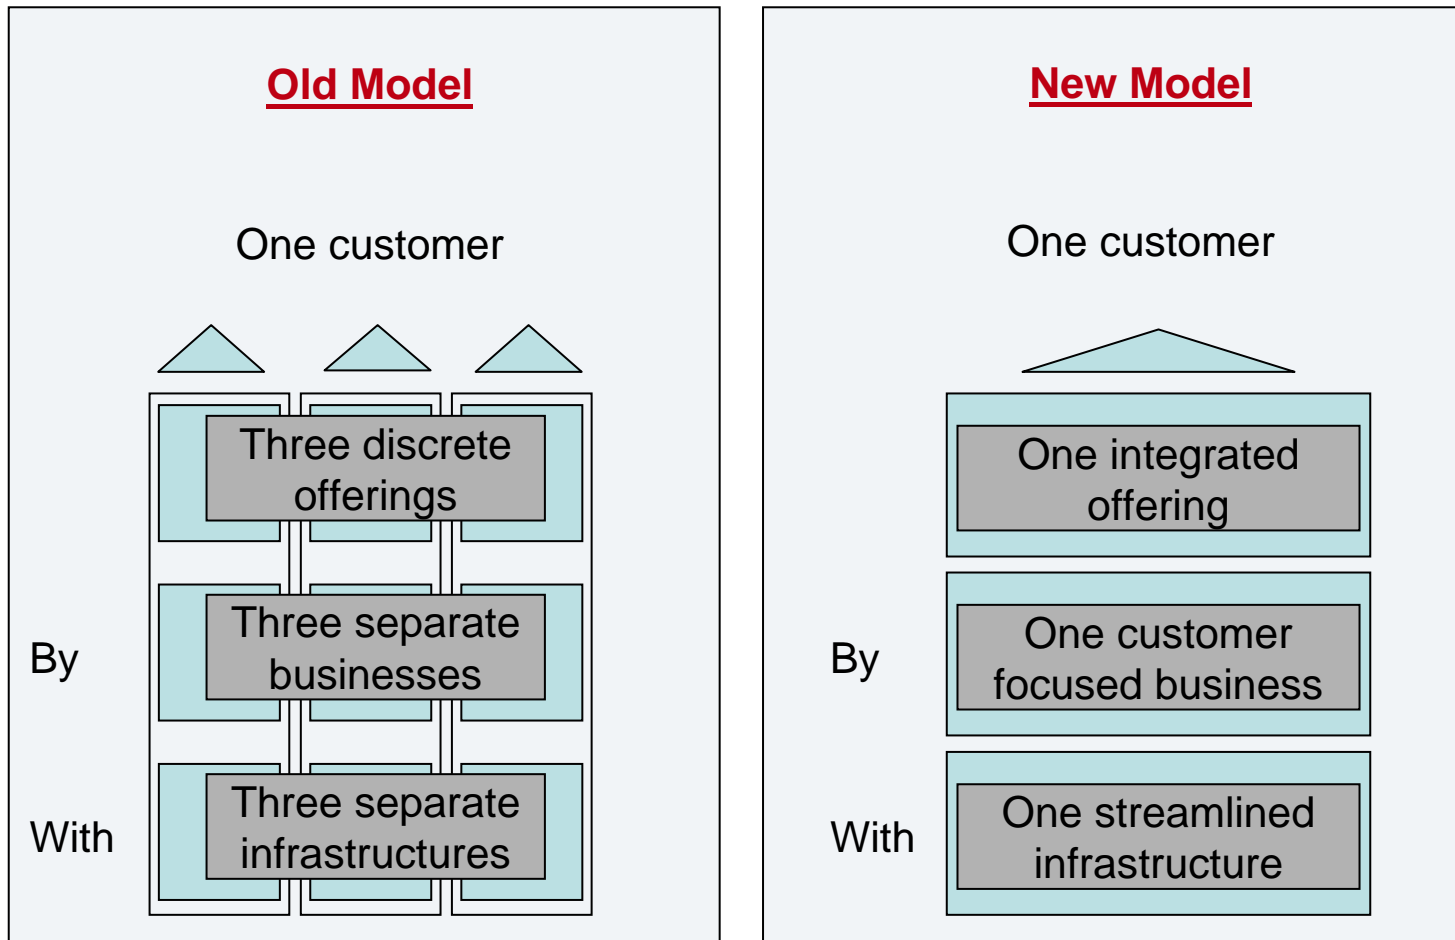 Old Model
One customer
Three discrete
offerings
By
Three separate
businesses
With
Three separate
infrastructures
New Model
One customer
One integrated
offering
By
One customer
focused business
With
One streamlined
infrastructure